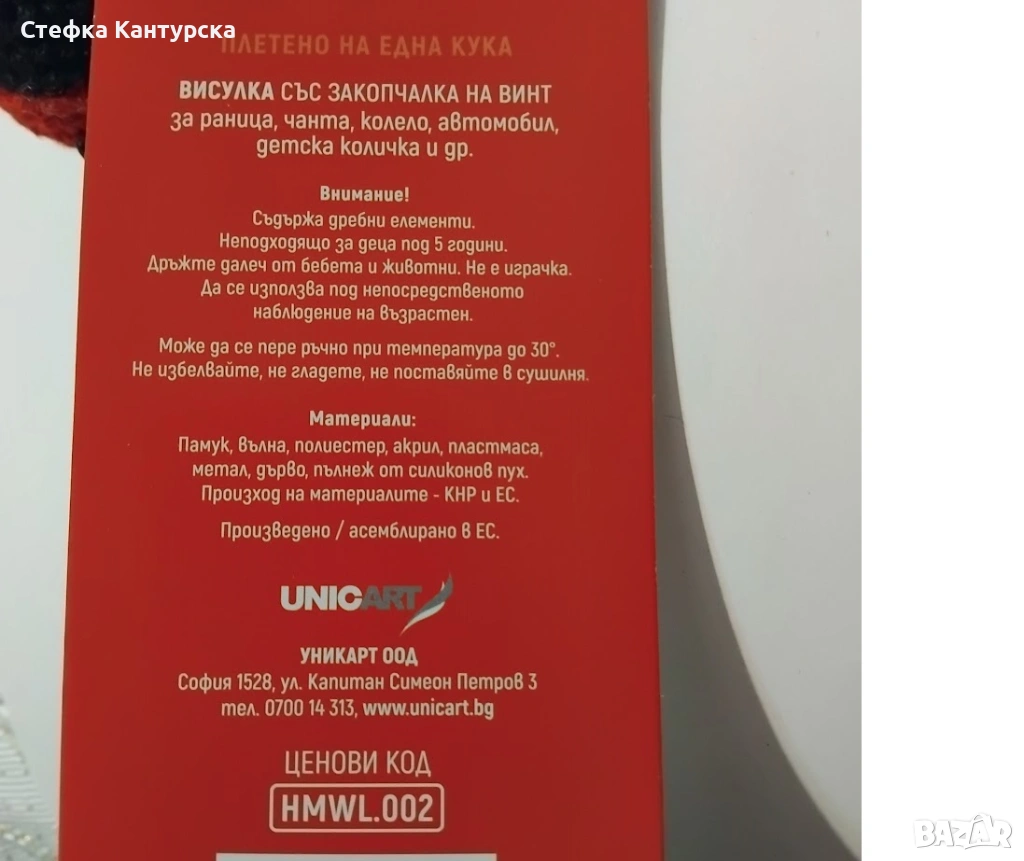 Стефка Кантурска
ПЛЕТЕНО НА ЕДНА КУКА
ВИСУЛКА СЪС ЗАКОПЧАЛКА НА ВИНТ
за раница, чанта, колело, автомобил,
детска количка и др.
Внимание!
Съдържа дребни елементи.
Неподходящо за деца под 5 години.
Дръжте далеч от бебета и животни. Не е играчка.
Да се използва под непосредственото
наблюдение на възрастен.
Може да се пере ръчно при температура до 30°.
Не избелвайте, не гладете, не поставяйте в сушилня.
Материали:
Памук, вълна, полиестер, акрил, пластмаса,
метал, дърво, пълнеж от силиконов пух.
Произход на материалите - КНР и ЕС.
Произведено / асемблирано в ЕС.
UNICART
УНИКАРТ ООД
София 1528, ул. Капитан Симеон Петров 3
тел. 0700 14 313, www.unicart.bg
ЦЕНОВИ КОД
HMWL.002
BAZAR